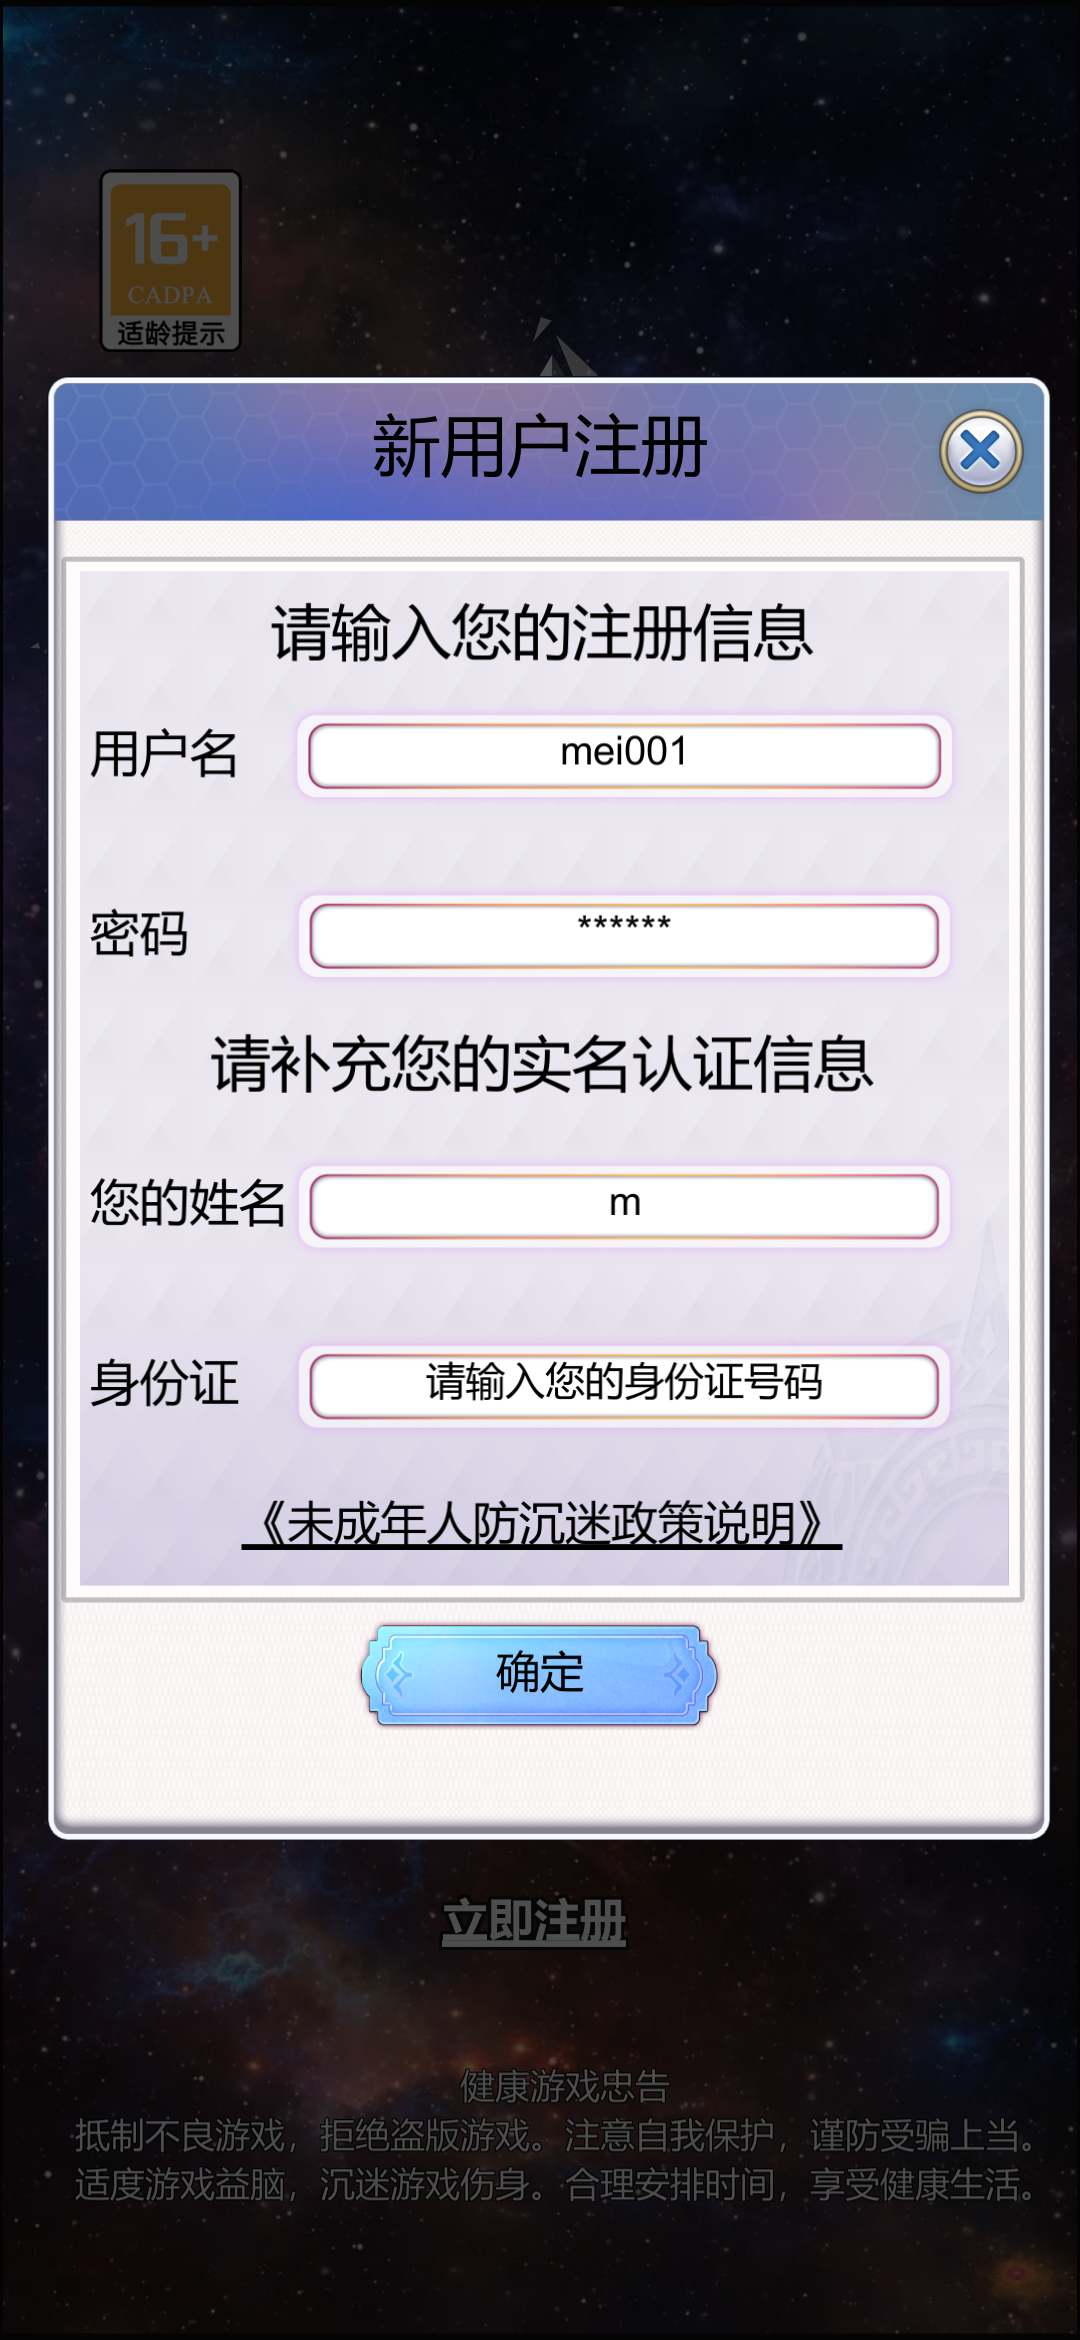 16+
CADPA
适龄提示
新用户注册
请输入您的注册信息
用户名 mei001
密码 ******
请补充您的实名认证信息
您的姓名 m
身份证 请输入您的身份证号码
《未成年人防沉迷政策说明》
确定
立即注册
健康游戏忠告
抵制不良游戏，拒绝盗版游戏。注意自我保护，谨防受骗上当。
适度游戏益脑，沉迷游戏伤身。合理安排时间，享受健康生活。